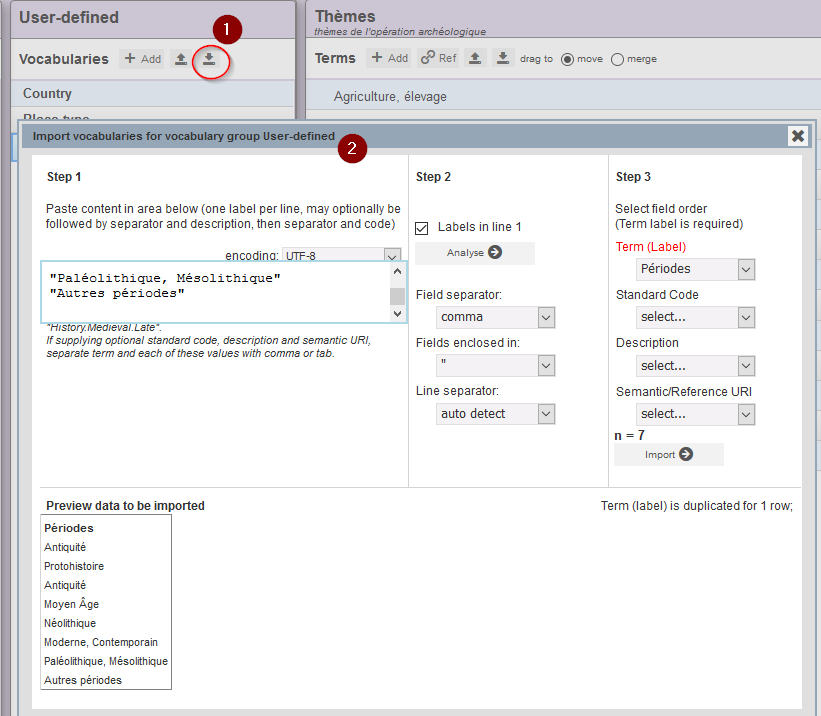 User-defined
1
Vocabularies
Add
Country
Place type
Thèmes
thèmes de l'opération archéologique
Terms
Add
Ref
drag to
move
merge
Agriculture, élevage
Import vocabularies for vocabulary group User-defined
2
Step 1
Paste content in area below (one label per line, may optionally be
followed by separator and description, then separator and code)
encoding: UTF-8
"Paléolithique, Mésolithique"
"Autres périodes"
"History.Medieval.Late".
If supplying optional standard code, description and semantic URI,
separate term and each of these values with comma or tab.
Step 2
Labels in line 1
Analyse
Field separator:
comma
Fields enclosed in:
"
Line separator:
auto detect
Step 3
Select field order
(Term label is required)
Term (Label)
Périodes
Standard Code
select...
Description
select...
Semantic/Reference URI
select...
n = 7
Import
Preview data to be imported
Term (label) is duplicated for 1 row;
Périodes
Antiquité
Protohistoire
Antiquité
Moyen Âge
Néolithique
Moderne, Contemporain
Paléolithique, Mésolithique
Autres périodes